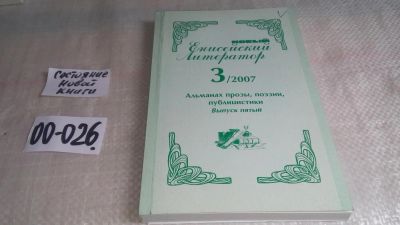 Состояние
новой
книги
00-026.
НОВЫЙ
Енисейский
Литератор
3/2007
Альманах прозы, поэзии,
публицистики
Выпуск пятый